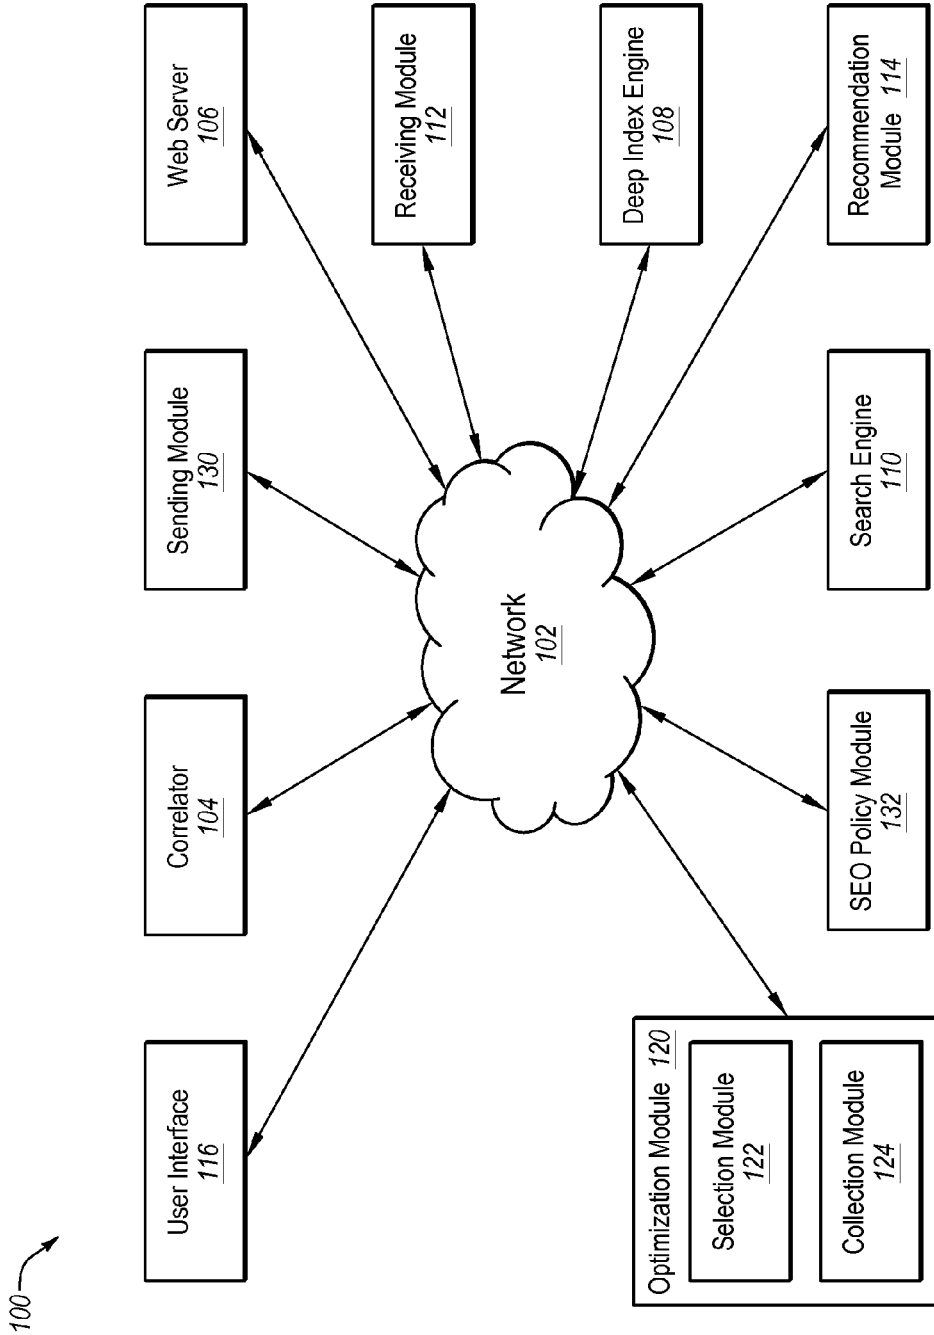 100
User Interface
116
Correlator
104
Sending Module
130
Web Server
106
Receiving Module
112
Network
102
Deep Index Engine
108
Optimization Module 120
Selection Module
122
Collection Module
124
SEO Policy Module
132
Search Engine
110
Recommendation
Module 114